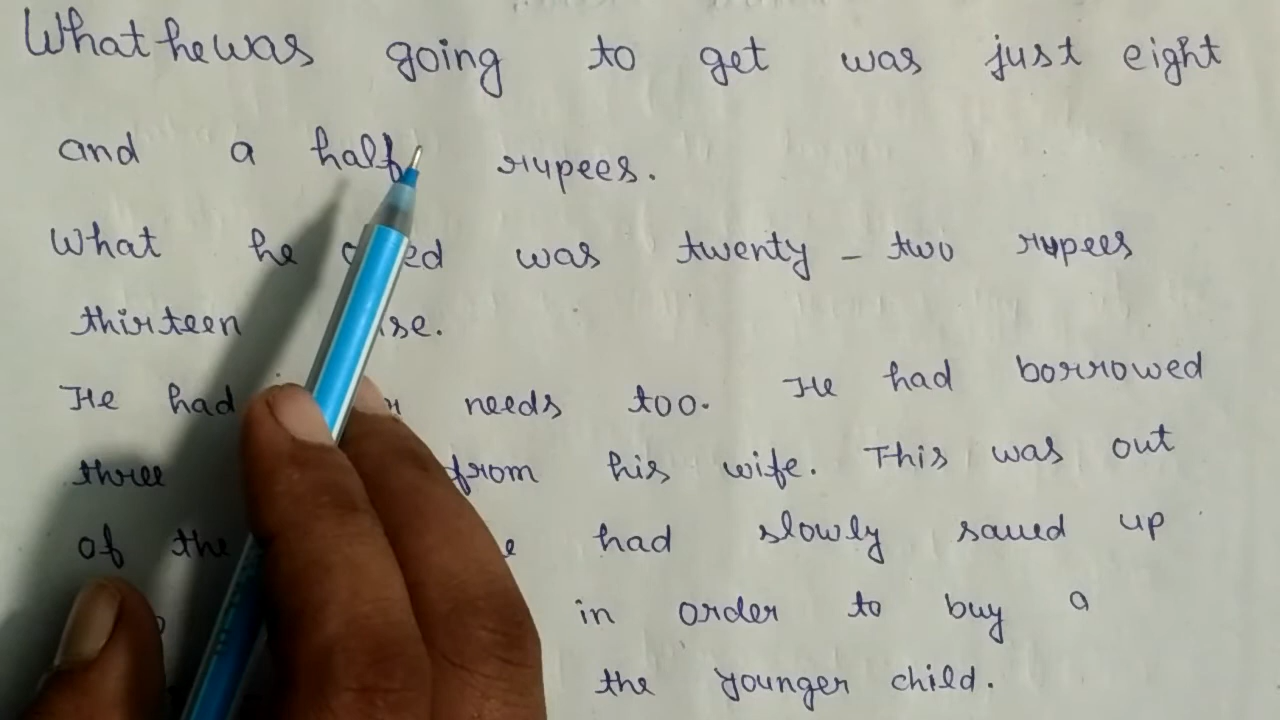 What he was going to get was just eight
and a half rupees.
What he was twenty - two rupees
thirteen
He had needs too. He had borrowed
three from his wife. This was out
of the had slowly saved up
in order to buy a
the younger child.